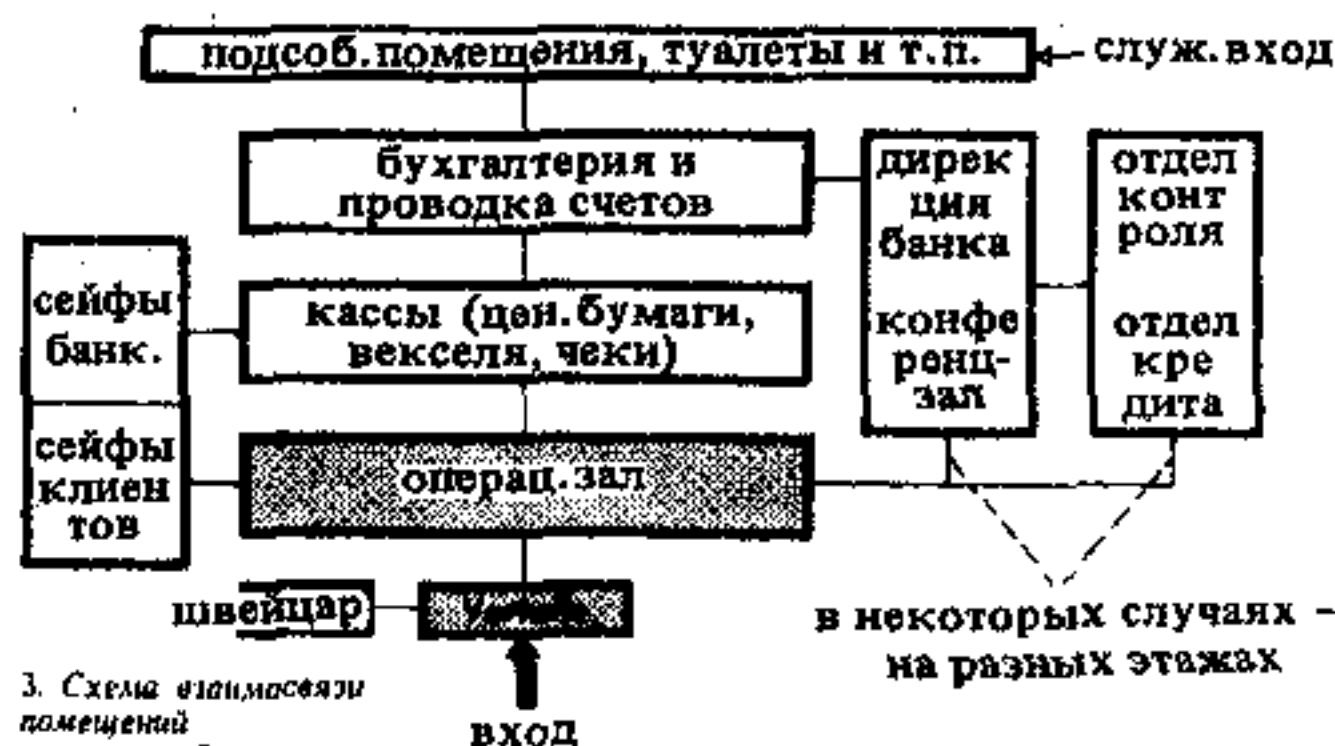 подсоб.помещения, туалеты и т.п.
служ.вход
бухгалтерия и
проводка счетов
дирек
ция
банка
конфе
ренц-
зал
отдел
конт
роля
отдел
кре
дита
сейфы
банк.
кассы (цен.бумаги,
векселя, чеки)
сейфы
клиен
тов
операц.зал
швейцар
в некоторых случаях –
на разных этажах
3. Схема взаимосвязи
помещений
вход